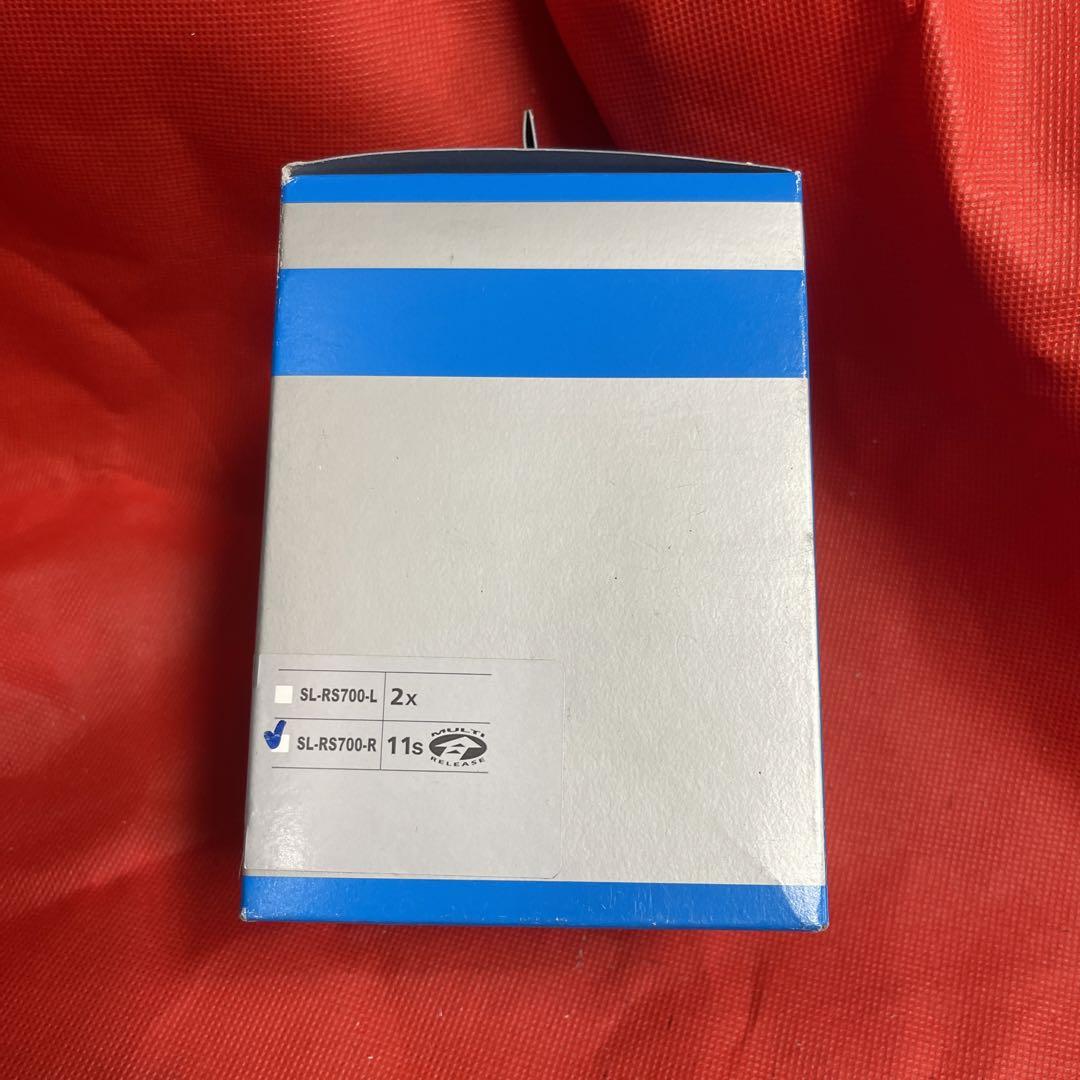 SL-RS700-L 2x
SL-RS700-R 11s MULTI RELEASE